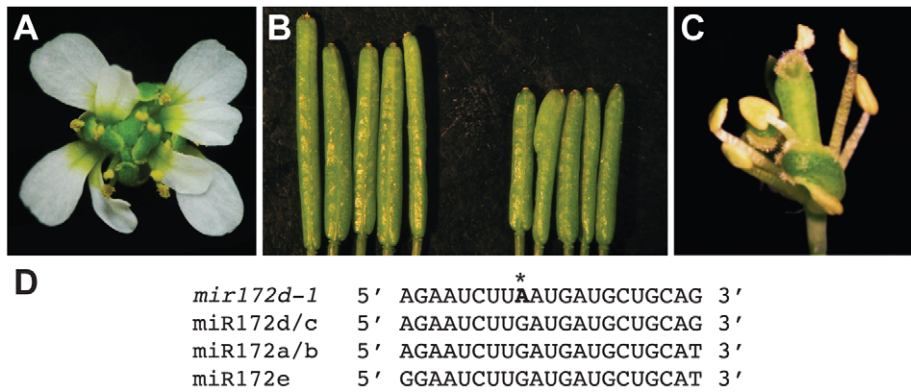 A B C
D
*
mir172d-1 5′ AGAAUCUUAAUGAUGCUGCAG 3′
miR172d/c 5′ AGAAUCUUGAUGAUGCUGCAG 3′
miR172a/b 5′ AGAAUCUUGAUGAUGCUGCAT 3′
miR172e 5′ GGAAUCUUGAUGAUGCUGCAT 3′